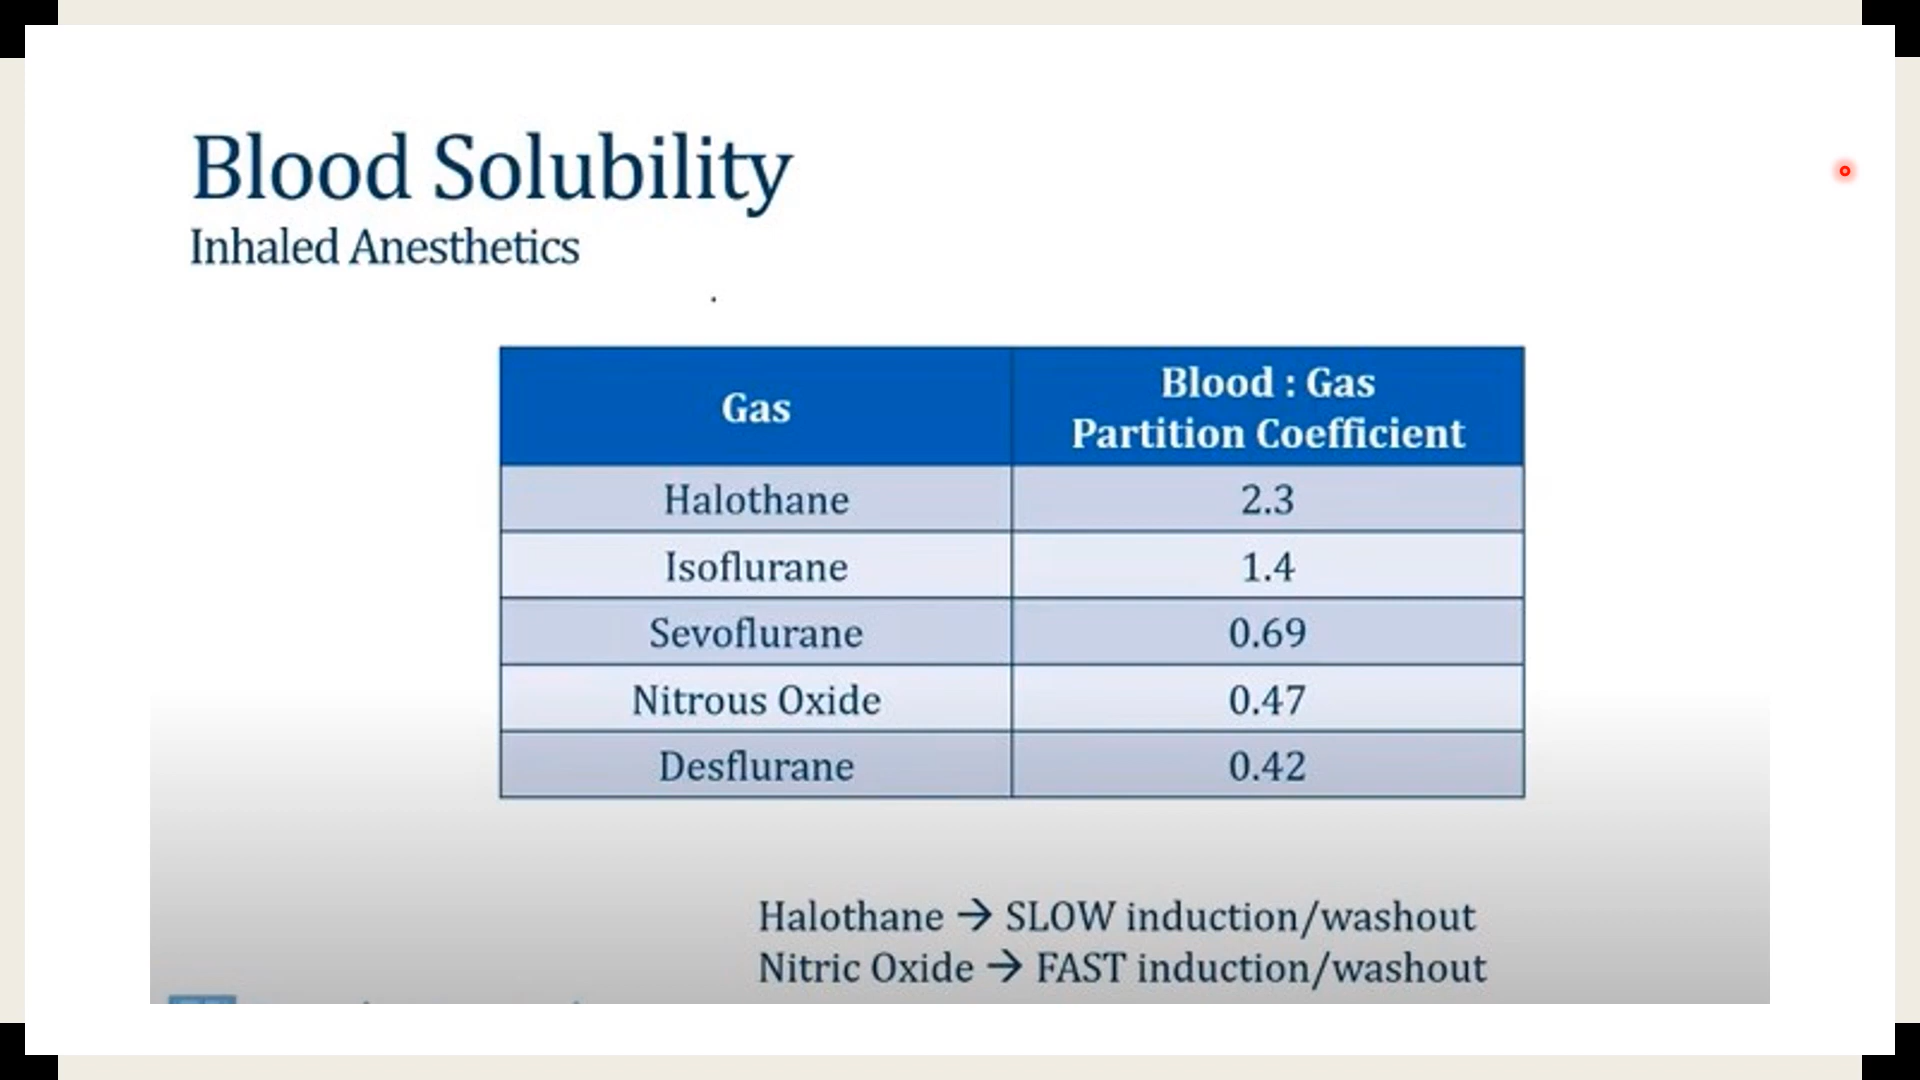 Blood Solubility
Inhaled Anesthetics
Gas
Blood : Gas
Partition Coefficient
Halothane
2.3
Isoflurane
1.4
Sevoflurane
0.69
Nitrous Oxide
0.47
Desflurane
0.42
Halothane → SLOW induction/washout
Nitric Oxide → FAST induction/washout